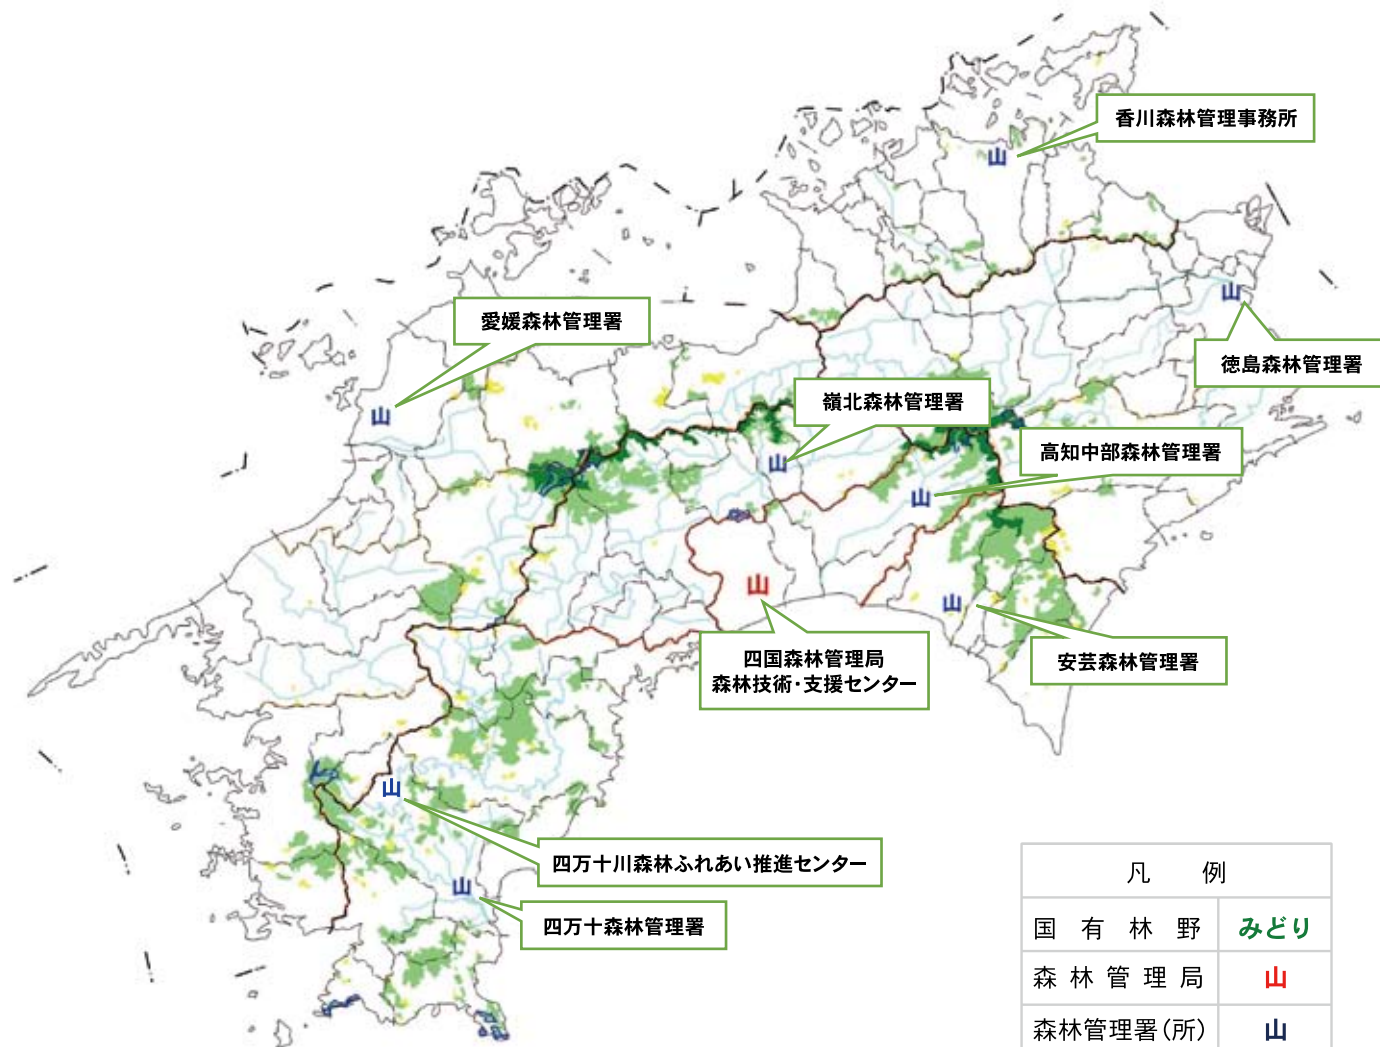 香川森林管理事務所
山
山
愛媛森林管理署
徳島森林管理署
嶺北森林管理署
山
高知中部森林管理署
山
山
山
山
四国森林管理局
森林技術・支援センター
安芸森林管理署
山
四万十川森林ふれあい推進センター
山
四万十森林管理署
凡 例
国有林野 みどり
森林管理局 山
森林管理署(所) 山